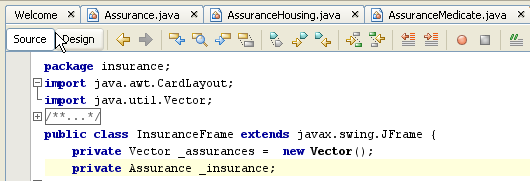 Welcome Assurance.java AssuranceHousing.java AssuranceMedicate.java
Source Design
package insurance;
import java.awt.CardLayout;
import java.util.Vector;
/**...*/
public class InsuranceFrame extends javax.swing.JFrame {
private Vector _assurances = new Vector();
private Assurance _insurance;